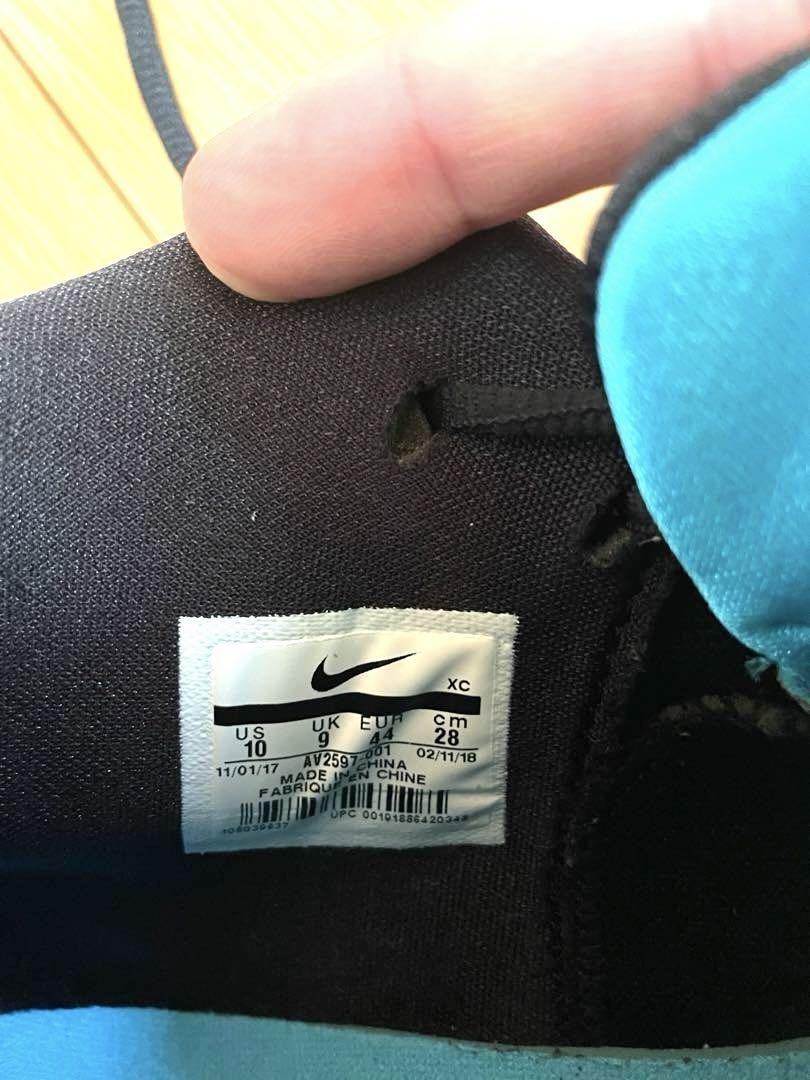 XC
US UK EUR cm
10 9 44 28
11/01/17 AV2597-001 02/11/18
MADE IN CHINA
FABRIQUE EN CHINE
UPC